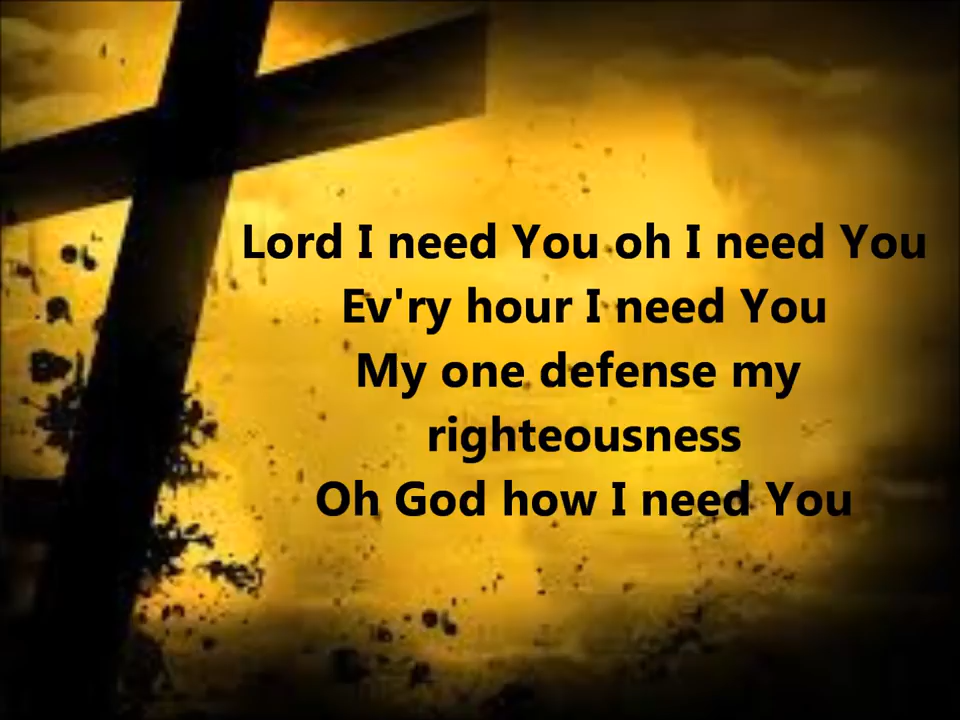 Lord I need You oh I need You
Ev'ry hour I need You
My one defense my
righteousness
Oh God how I need You